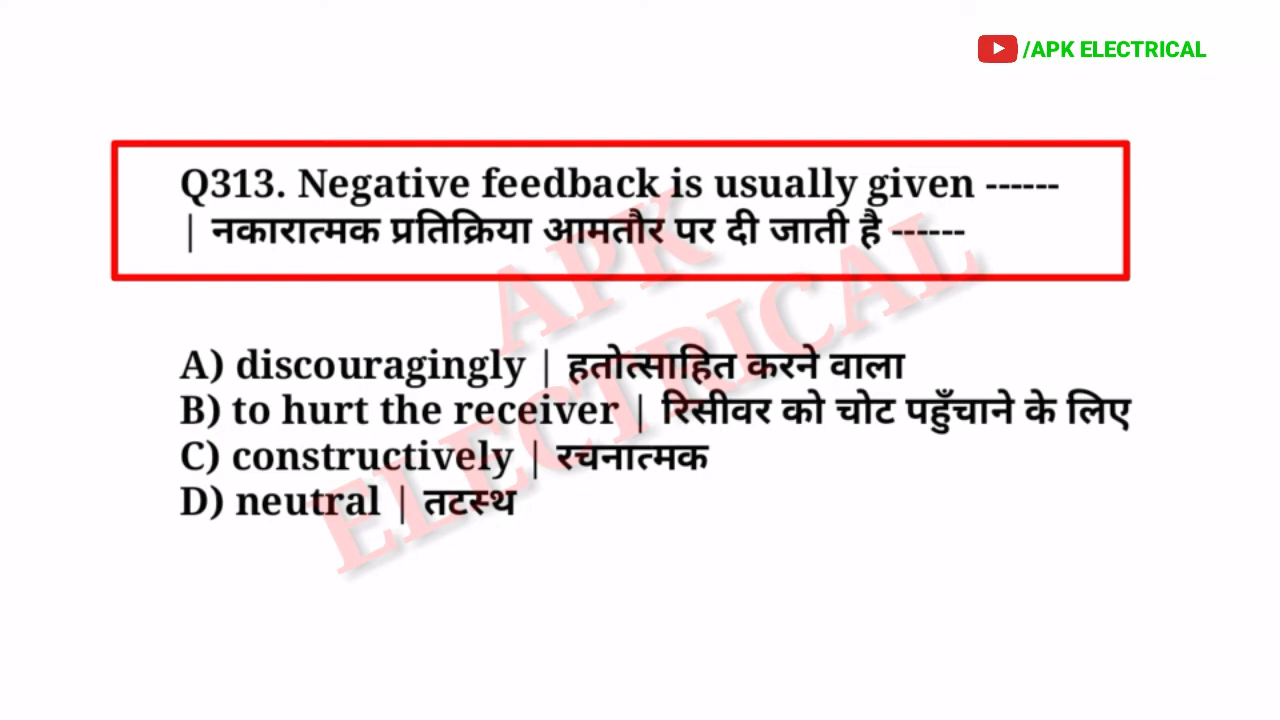 /APK ELECTRICAL
Q313. Negative feedback is usually given ------
| नकारात्मक प्रतिक्रिया आमतौर पर दी जाती है ------
A) discouragingly | हतोत्साहित करने वाला
B) to hurt the receiver | रिसीवर को चोट पहुँचाने के लिए
C) constructively | रचनात्मक
D) neutral | तटस्थ
APK
ELECTRICAL